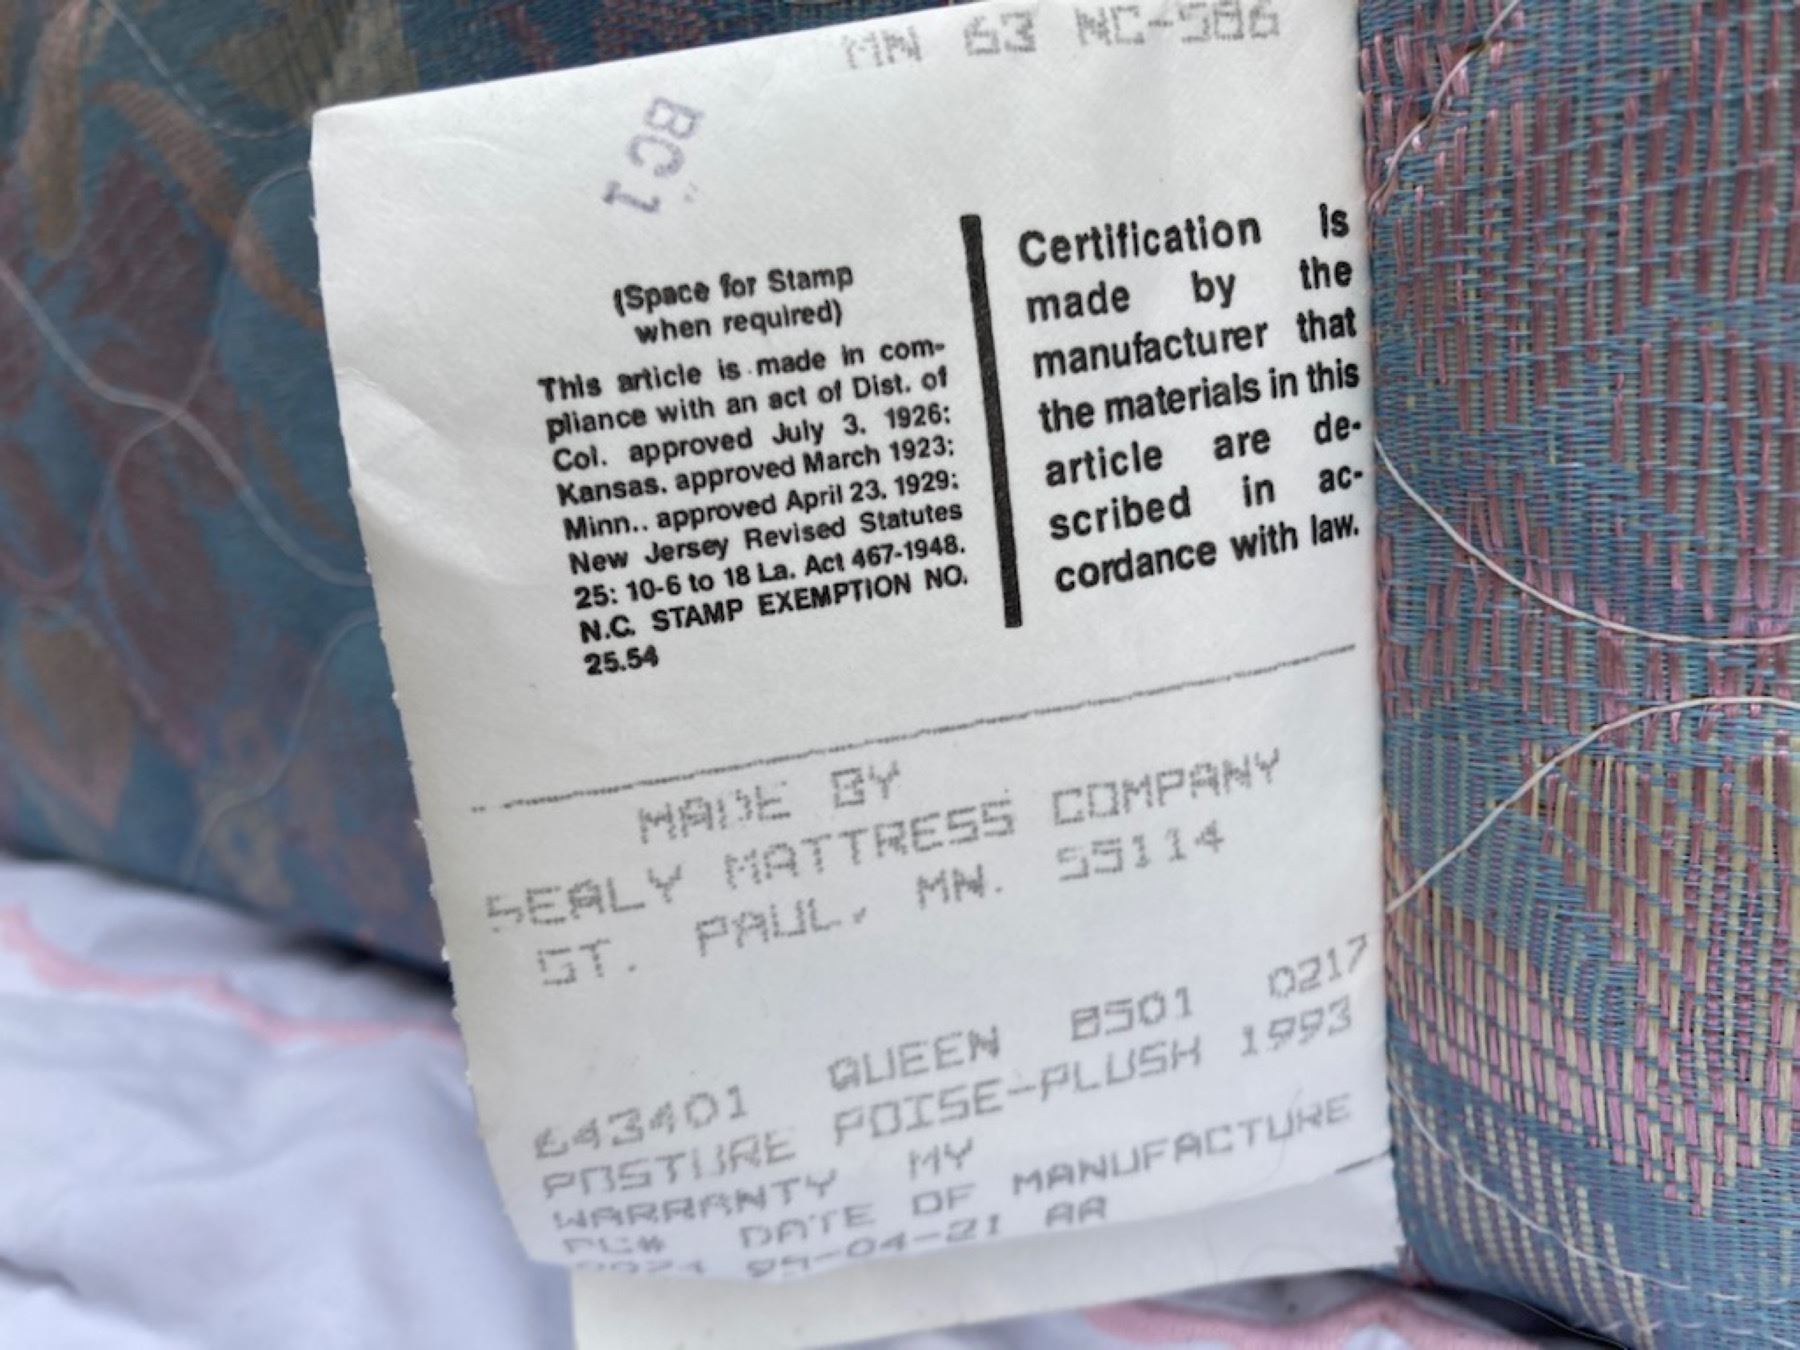 MN 63 NC-586
BC1
(Space for Stamp
when required)
This article is made in com-
pliance with an act of Dist. of
Col. approved July 3, 1926;
Kansas, approved March 1923;
Minn.. approved April 23, 1929;
New Jersey Revised Statutes
25: 10-6 to 18 La. Act 467-1948.
N.C. STAMP EXEMPTION NO.
25.54
Certification is
made by the
manufacturer that
the materials in this
article are de-
scribed in ac-
cordance with law.
MADE BY
SEALY MATTRESS COMPANY
ST. PAUL, MN. 55114
643401 QUEEN B501 0217
POSTURE POISE-PLUSH 1993
WARRANTY MY
DATE OF MANUFACTURE
AA